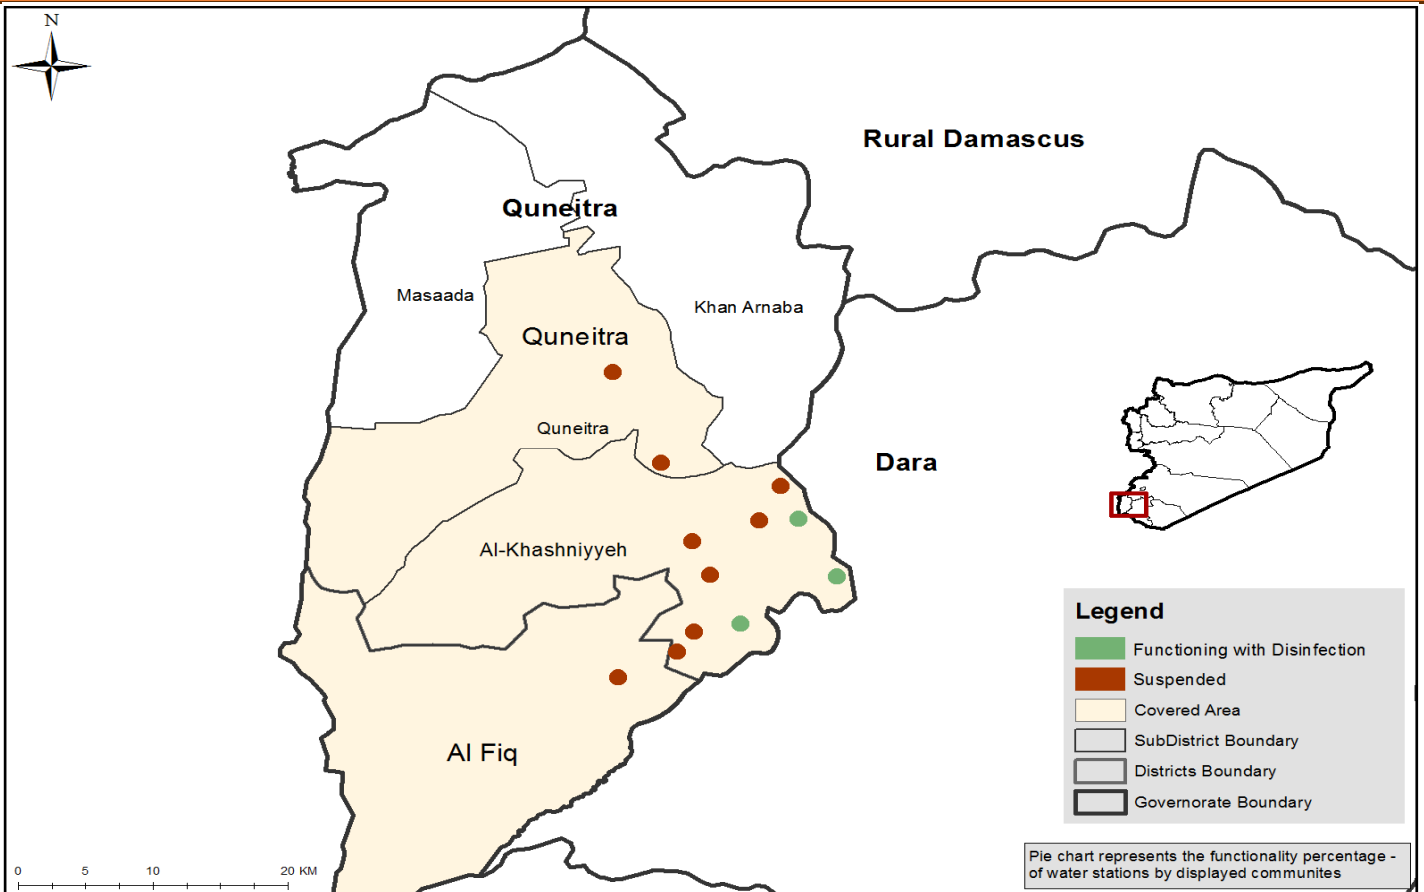 N
Rural Damascus
Quneitra
Masaada
Khan Arnaba
Quneitra
Quneitra
Dara
Al-Khashniyyeh
Al Fiq
Legend
Functioning with Disinfection
Suspended
Covered Area
SubDistrict Boundary
Districts Boundary
Governorate Boundary
Pie chart represents the functionality percentage -
of water stations by displayed communites
0 5 10 20 KM